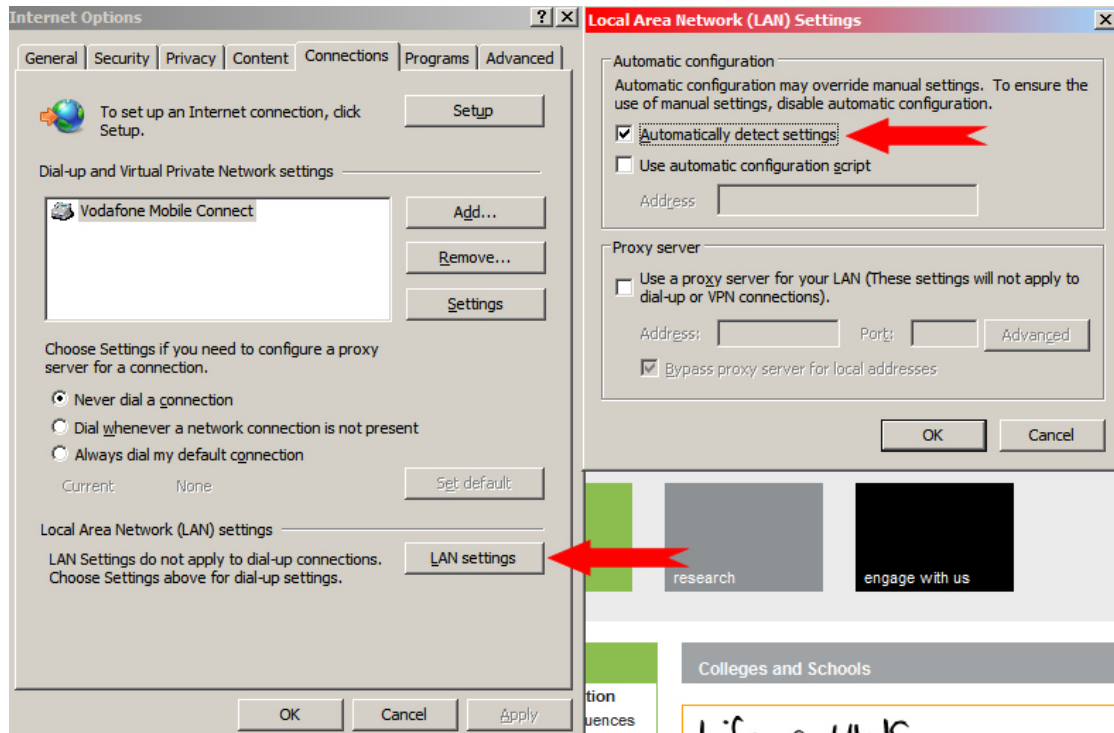 Internet Options
General Security Privacy Content Connections Programs Advanced
To set up an Internet connection, click
Setup.
Setup
Dial-up and Virtual Private Network settings
Vodafone Mobile Connect
Add...
Remove...
Settings
Choose Settings if you need to configure a proxy
server for a connection.
Never dial a connection
Dial whenever a network connection is not present
Always dial my default connection
Current None
Set default
Local Area Network (LAN) settings
LAN Settings do not apply to dial-up connections.
Choose Settings above for dial-up settings.
LAN settings
OK Cancel Apply
Local Area Network (LAN) Settings
Automatic configuration
Automatic configuration may override manual settings. To ensure the
use of manual settings, disable automatic configuration.
Automatically detect settings
Use automatic configuration script
Address
Proxy server
Use a proxy server for your LAN (These settings will not apply to
dial-up or VPN connections).
Address: Port: Advanced
Bypass proxy server for local addresses
OK Cancel
research
engage with us
Colleges and Schools
tion
uences